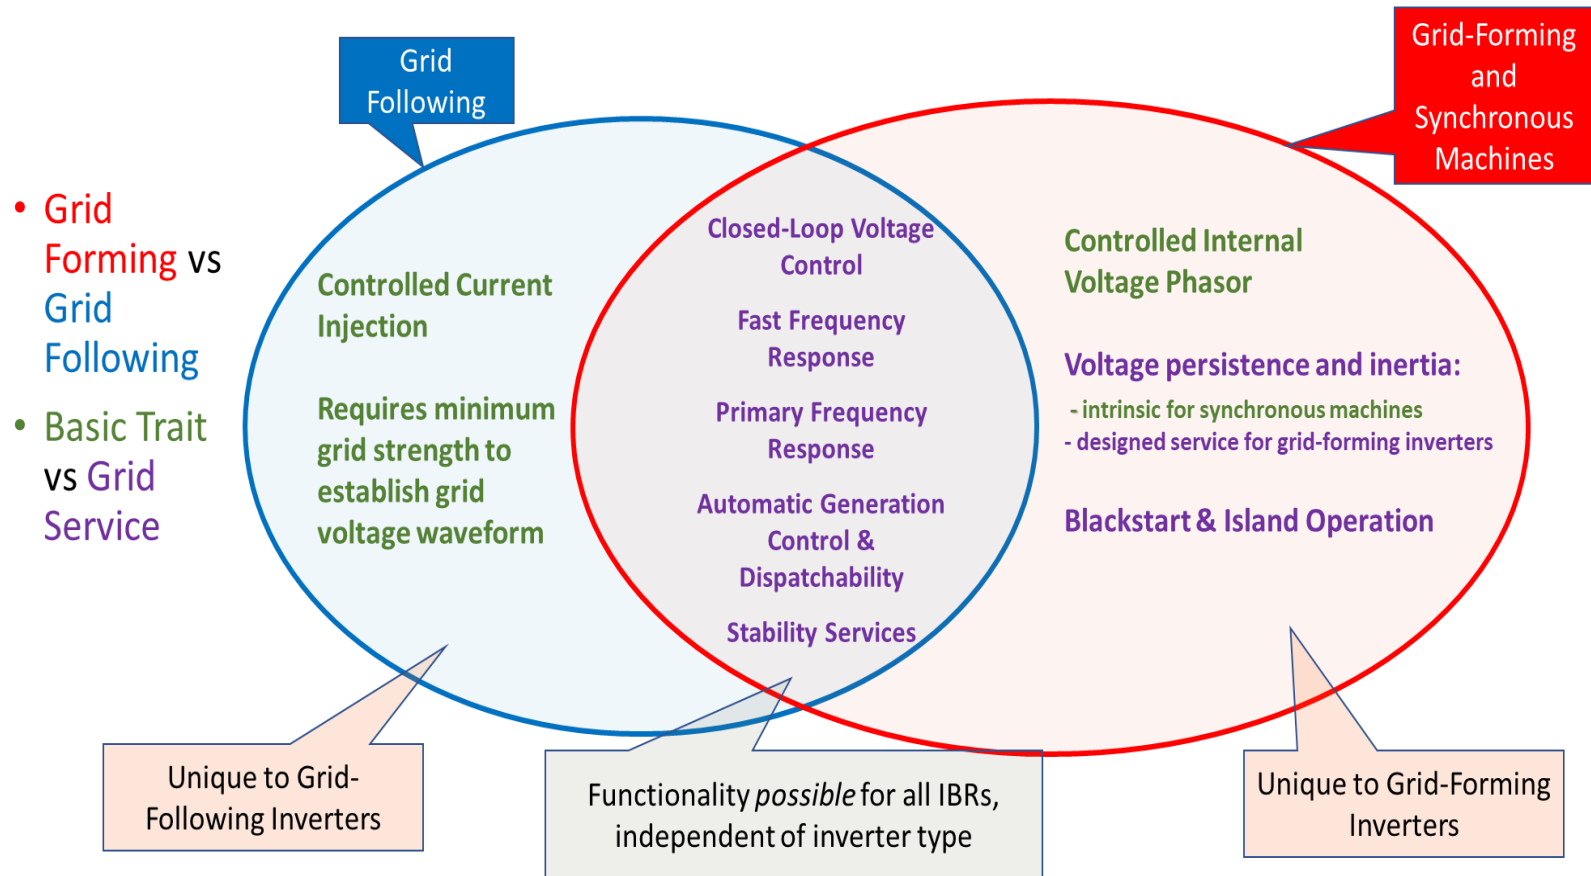 Grid
Following
Grid-Forming
and
Synchronous
Machines
• Grid
Forming vs
Grid
Following
• Basic Trait
vs Grid
Service
Controlled Current
Injection
Requires minimum
grid strength to
establish grid
voltage waveform
Closed-Loop Voltage
Control
Fast Frequency
Response
Primary Frequency
Response
Automatic Generation
Control &
Dispatchability
Stability Services
Controlled Internal
Voltage Phasor
Voltage persistence and inertia:
- intrinsic for synchronous machines
- designed service for grid-forming inverters
Blackstart & Island Operation
Unique to Grid-
Following Inverters
Functionality possible for all IBRs,
independent of inverter type
Unique to Grid-Forming
Inverters